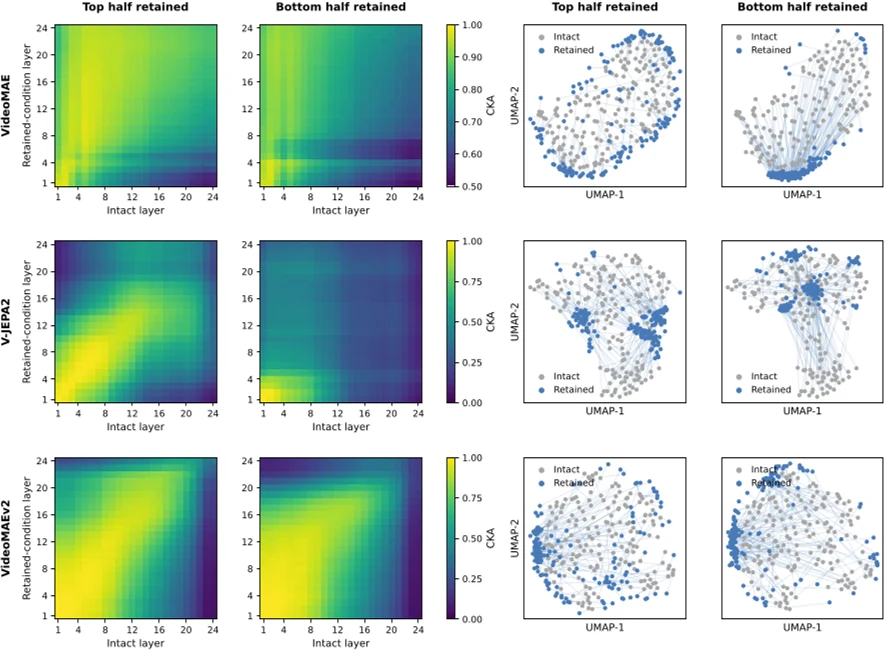 Top half retained
Bottom half retained
Top half retained
Bottom half retained
VideoMAE
Retained-condition layer
24
20
16
12
8
4
1
1 4 8 12 16 20 24
Intact layer
1 4 8 12 16 20 24
Intact layer
1.00
0.90
0.80
0.70
0.60
0.50
CKA
UMAP-2
Intact
Retained
UMAP-1
Intact
Retained
UMAP-1
V-JEPA2
Retained-condition layer
24
20
16
12
8
4
1
1 4 8 12 16 20 24
Intact layer
1 4 8 12 16 20 24
Intact layer
1.00
0.75
0.50
0.25
0.00
CKA
UMAP-2
Intact
Retained
UMAP-1
Intact
Retained
UMAP-1
VideoMAEv2
Retained-condition layer
24
20
16
12
8
4
1
1 4 8 12 16 20 24
Intact layer
1 4 8 12 16 20 24
Intact layer
1.00
0.75
0.50
0.25
0.00
CKA
UMAP-2
Intact
Retained
UMAP-1
Intact
Retained
UMAP-1